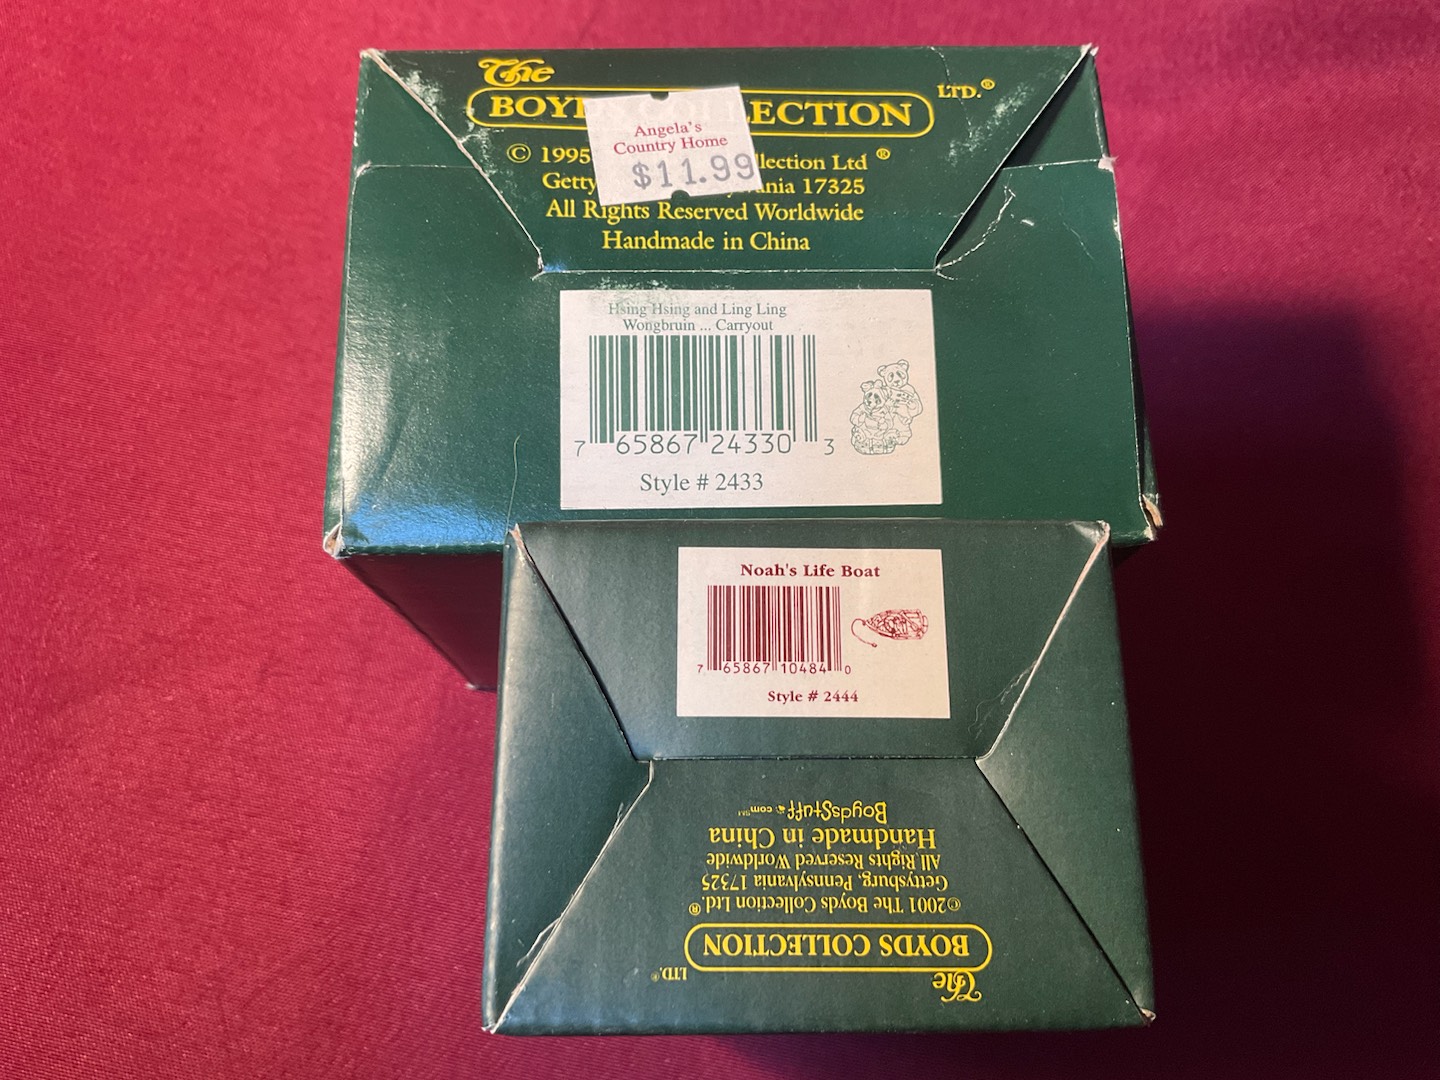 The
BOYDS COLLECTION
LTD.®
Angela's
Country Home
$11.99
© 1995 Collection Ltd ®
17325
All Rights Reserved Worldwide
Handmade in China
Hsing Hsing and Ling Ling
Wongbruin ... Carryout
7 65867 24330 3
Style # 2433
Noah's Life Boat
7 65867 10484 0
Style # 2444
BoydsStuff.com℠
Handmade in China
All Rights Reserved Worldwide
Gettysburg, Pennsylvania 17325
©2001 The Boyds Collection Ltd.®
BOYDS COLLECTION
The
LTD.®